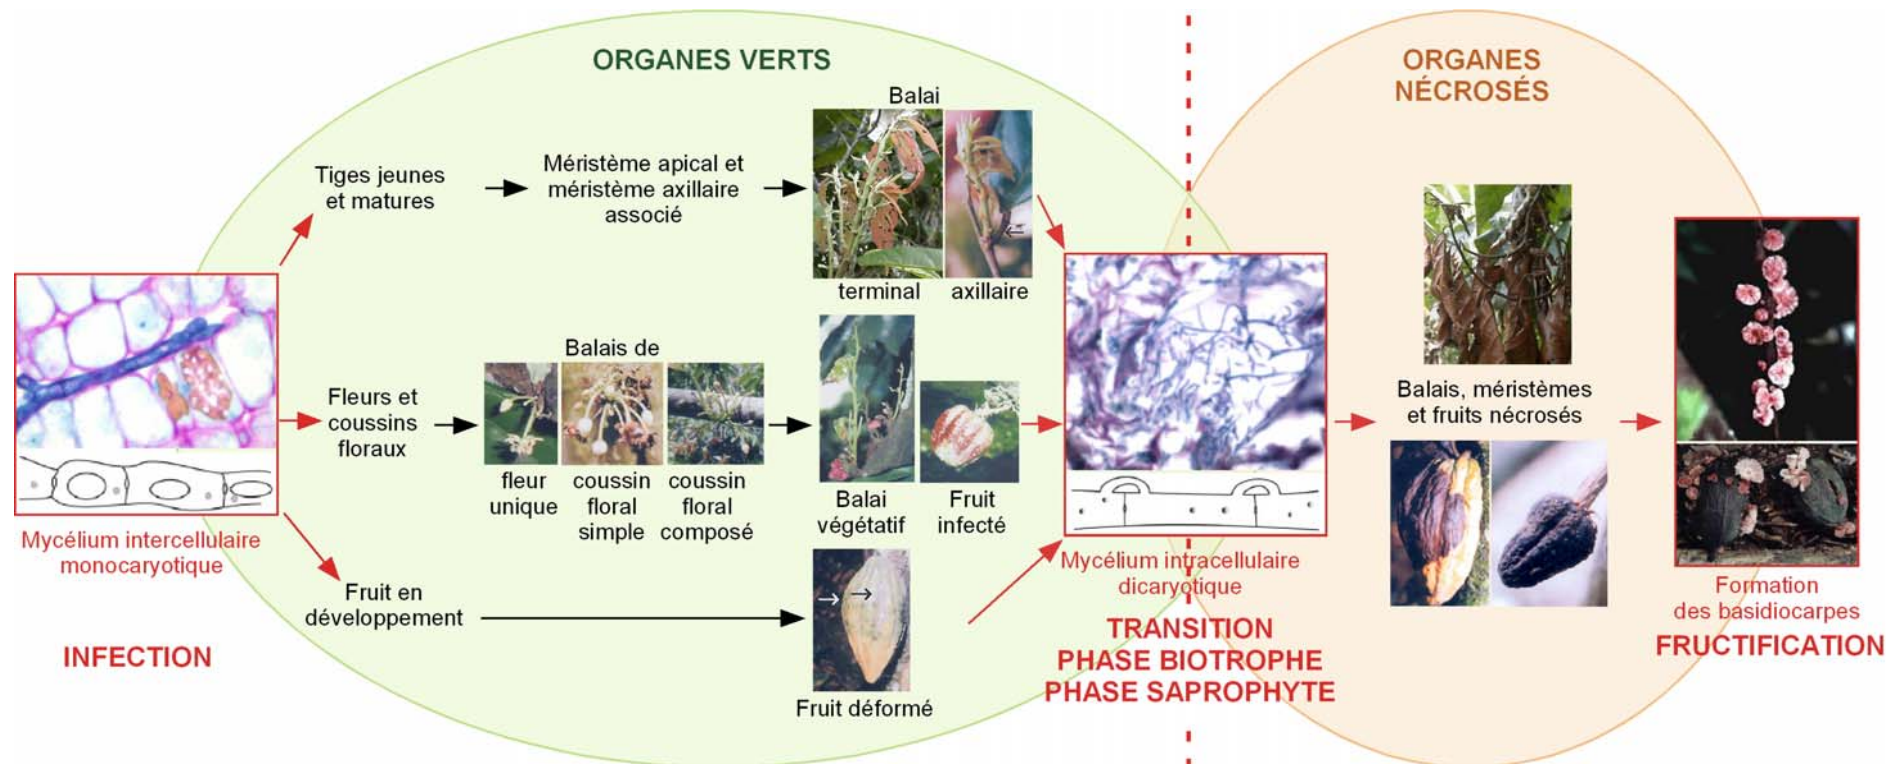 ORGANES VERTS
ORGANES
NÉCROSÉS
Balai
Tiges jeunes
et matures
Méristème apical et
méristème axillaire
associé
terminal
axillaire
Balais de
Fleurs et
coussins
floraux
fleur
unique
coussin
floral
simple
coussin
floral
composé
Balai
végétatif
Fruit
infecté
Balais, méristèmes
et fruits nécrosés
Mycélium intercellulaire
monocaryotique
Mycélium intracellulaire
dicaryotique
Fruit en
développement
Fruit déformé
Formation
des basidiocarpes
INFECTION
TRANSITION
PHASE BIOTROPHE
PHASE SAPROPHYTE
FRUCTIFICATION